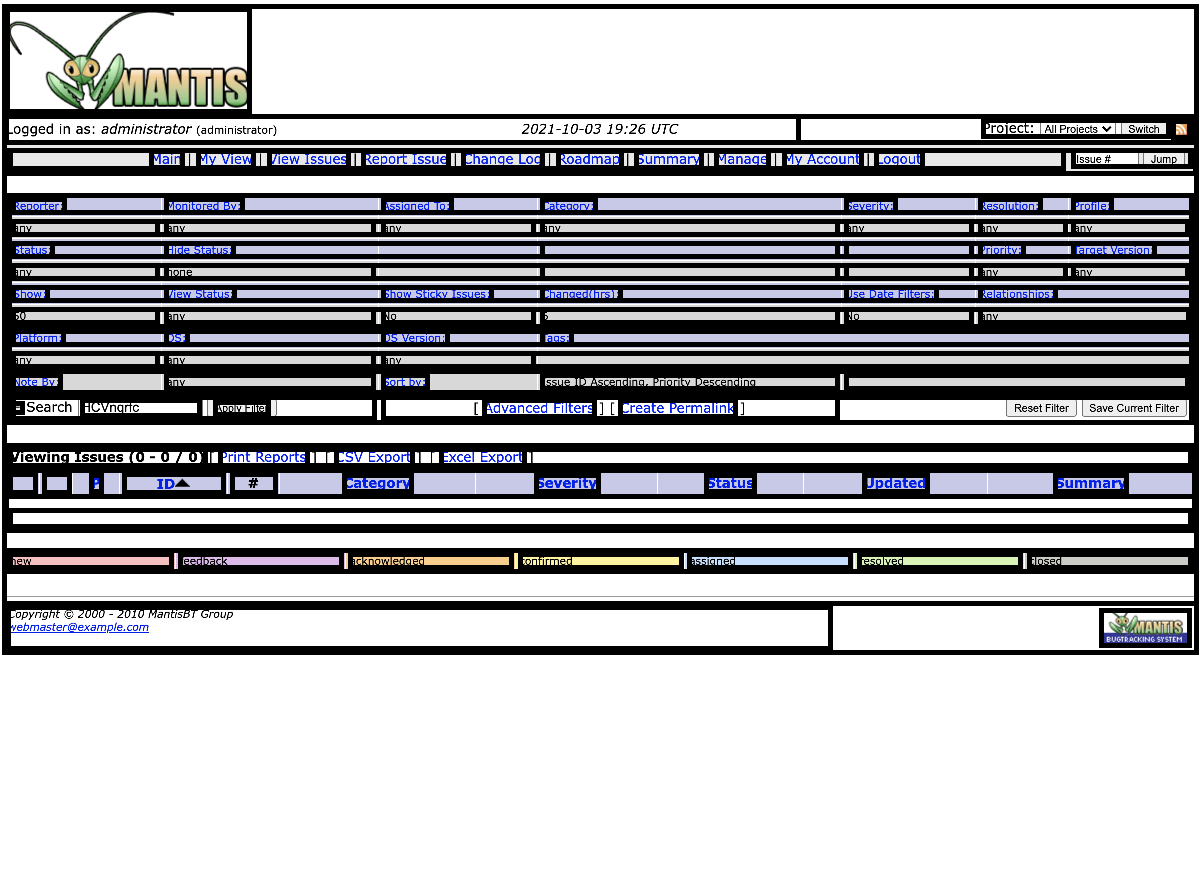 MANTIS
Logged in as: administrator (administrator) 2021-10-03 19:26 UTC Project: All Projects Switch
Main | My View | View Issues | Report Issue | Change Log | Roadmap | Summary | Manage | My Account | Logout Issue # Jump
Reporter: Monitored By: Assigned To: Category: Severity: Resolution: Profile:
any any any any any any any
Status: Hide Status: Priority: Target Version:
any none any any
Show: View Status: Show Sticky Issues: Changed(hrs): Use Date Filters: Relationships:
50 any No 6 No any
Platform: OS: OS Version: Tags:
any any any
Note By: any Sort by: Issue ID Ascending, Priority Descending
Search Apply Filter [ Advanced Filters ] [ Create Permalink ] Reset Filter Save Current Filter
Viewing Issues (0 - 0 / 0) [ Print Reports ] [ CSV Export ] [ Excel Export ]
P ID # Category Severity Status Updated Summary
new feedback acknowledged confirmed assigned resolved closed
Copyright © 2000 - 2010 MantisBT Group
webmaster@example.com
MANTIS
BUGTRACKING SYSTEM